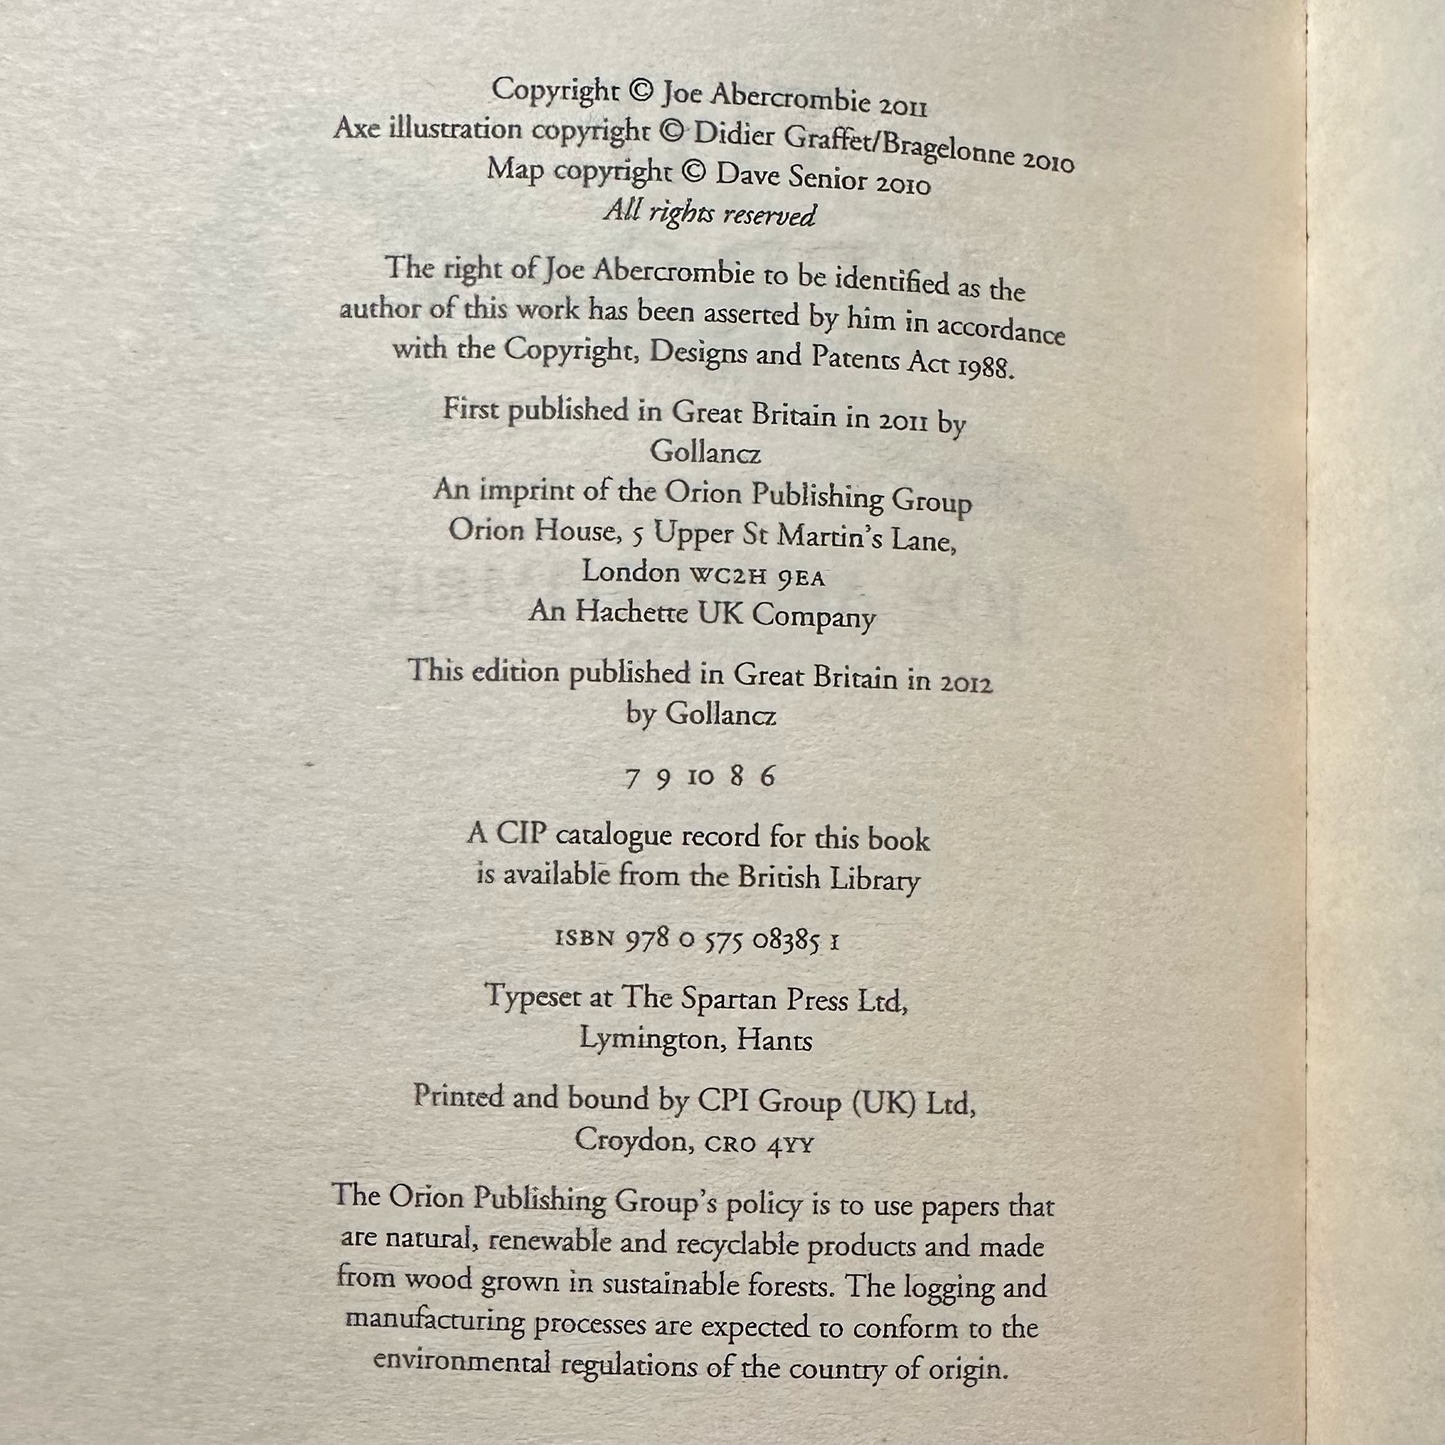 Copyright © Joe Abercrombie 2011
Axe illustration copyright © Didier Graffet/Bragelonne 2010
Map copyright © Dave Senior 2010
All rights reserved
The right of Joe Abercrombie to be identified as the
author of this work has been asserted by him in accordance
with the Copyright, Designs and Patents Act 1988.
First published in Great Britain in 2011 by
Gollancz
An imprint of the Orion Publishing Group
Orion House, 5 Upper St Martin's Lane,
London WC2H 9EA
An Hachette UK Company
This edition published in Great Britain in 2012
by Gollancz
7 9 10 8 6
A CIP catalogue record for this book
is available from the British Library
ISBN 978 0 575 08385 1
Typeset at The Spartan Press Ltd,
Lymington, Hants
Printed and bound by CPI Group (UK) Ltd,
Croydon, CR0 4YY
The Orion Publishing Group's policy is to use papers that
are natural, renewable and recyclable products and made
from wood grown in sustainable forests. The logging and
manufacturing processes are expected to conform to the
environmental regulations of the country of origin.